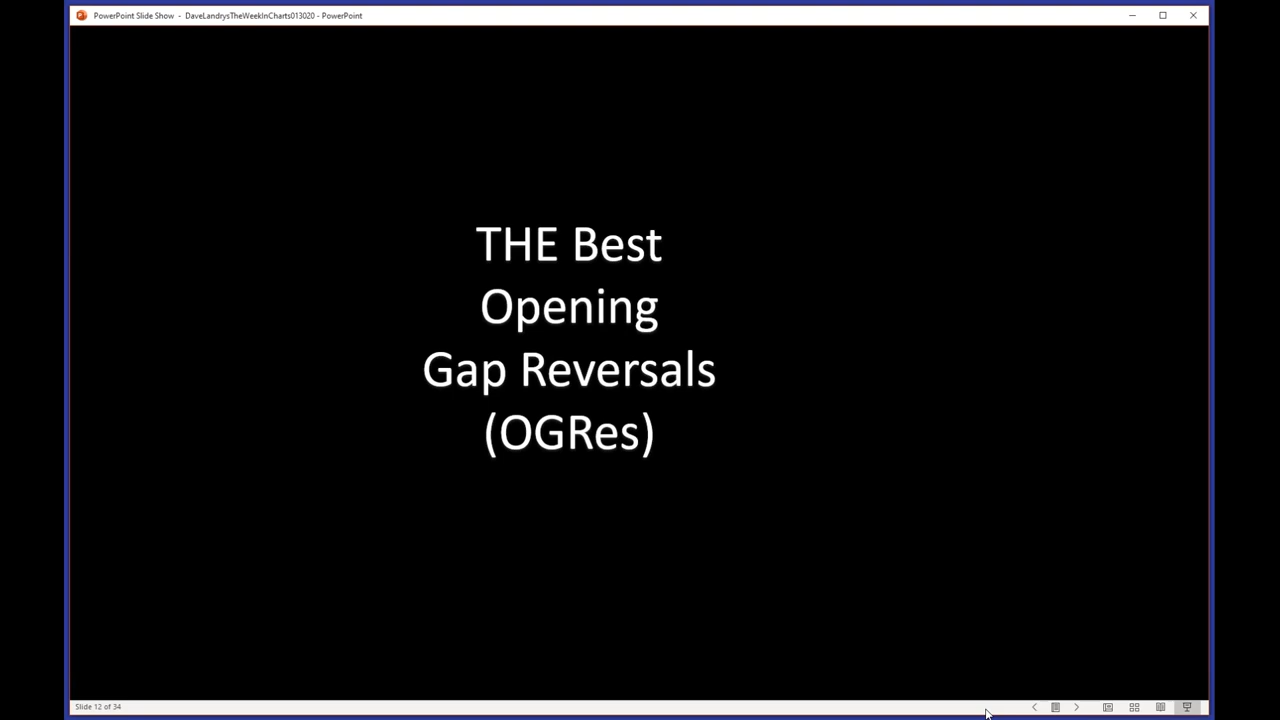 PowerPoint Slide Show - DaveLandrysTheWeekInCharts013020 - PowerPoint
THE Best
Opening
Gap Reversals
(OGRes)
Slide 12 of 34